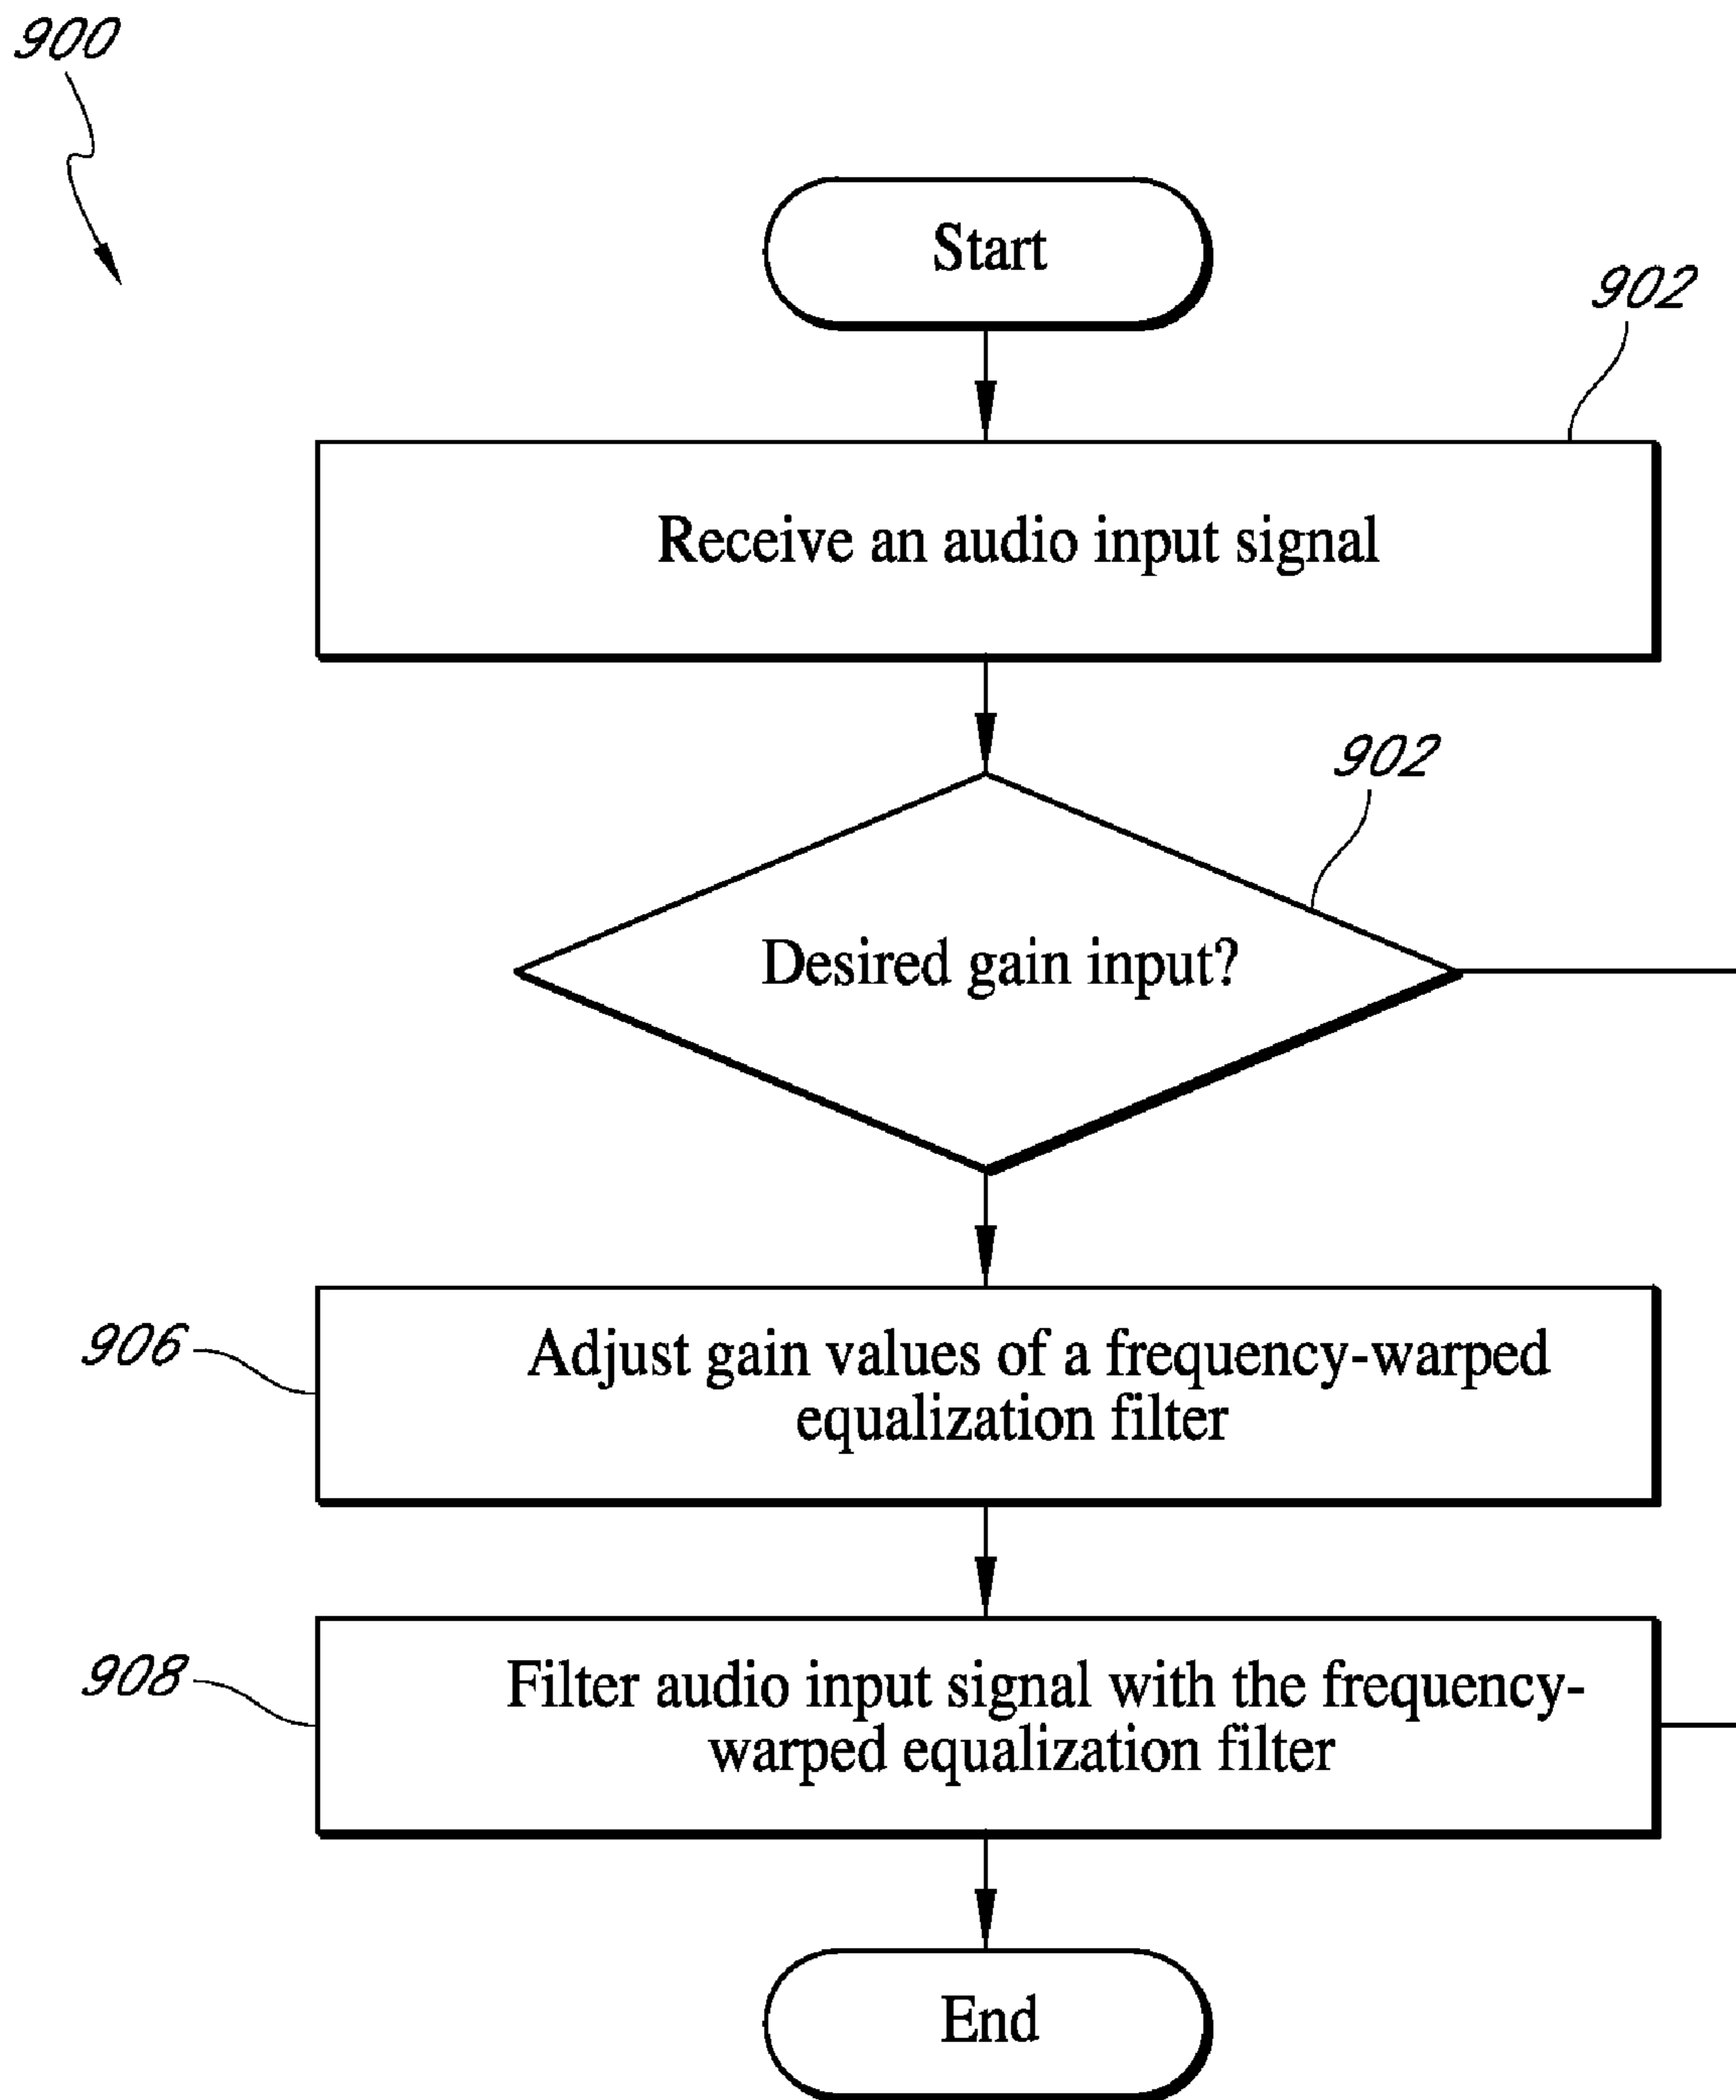 900
Start
902
Receive an audio input signal
902
Desired gain input?
906
Adjust gain values of a frequency-warped
equalization filter
908
Filter audio input signal with the frequency-
warped equalization filter
End